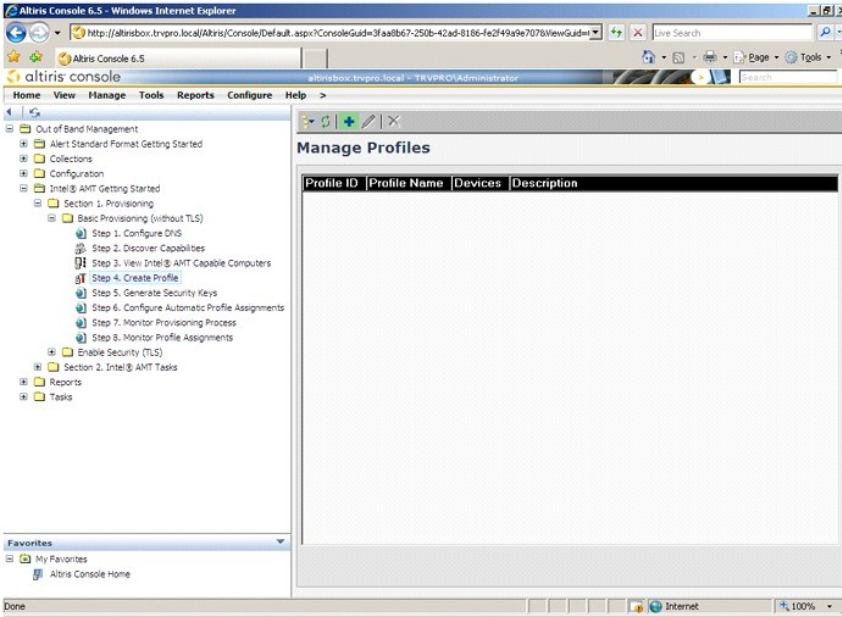 Altiris Console 6.5 - Windows Internet Explorer
http://altirisbox.trvpro.local/Altiris/Console/Default.aspx?ConsoleGuid=3faa8b67-250b-42ad-8186-fe2f49a9e707&ViewGuid=
Live Search
Altiris Console 6.5
Page
Tools
altiris console
altirisbox.trvpro.local - TRVPRO\Administrator
Search
Home View Manage Tools Reports Configure Help >
Out of Band Management
Alert Standard Format Getting Started
Collections
Configuration
Intel® AMT Getting Started
Section 1. Provisioning
Basic Provisioning (without TLS)
Step 1. Configure DNS
Step 2. Discover Capabilities
Step 3. View Intel® AMT Capable Computers
Step 4. Create Profile
Step 5. Generate Security Keys
Step 6. Configure Automatic Profile Assignments
Step 7. Monitor Provisioning Process
Step 8. Monitor Profile Assignments
Enable Security (TLS)
Section 2. Intel® AMT Tasks
Reports
Tasks
Manage Profiles
Profile ID Profile Name Devices Description
Favorites
My Favorites
Altiris Console Home
Done
Internet
100%